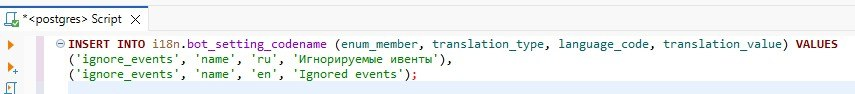 *<postgres> Script
INSERT INTO i18n.bot_setting_codename (enum_member, translation_type, language_code, translation_value) VALUES
('ignore_events', 'name', 'ru', 'Игнорируемые ивенты'),
('ignore_events', 'name', 'en', 'Ignored events');